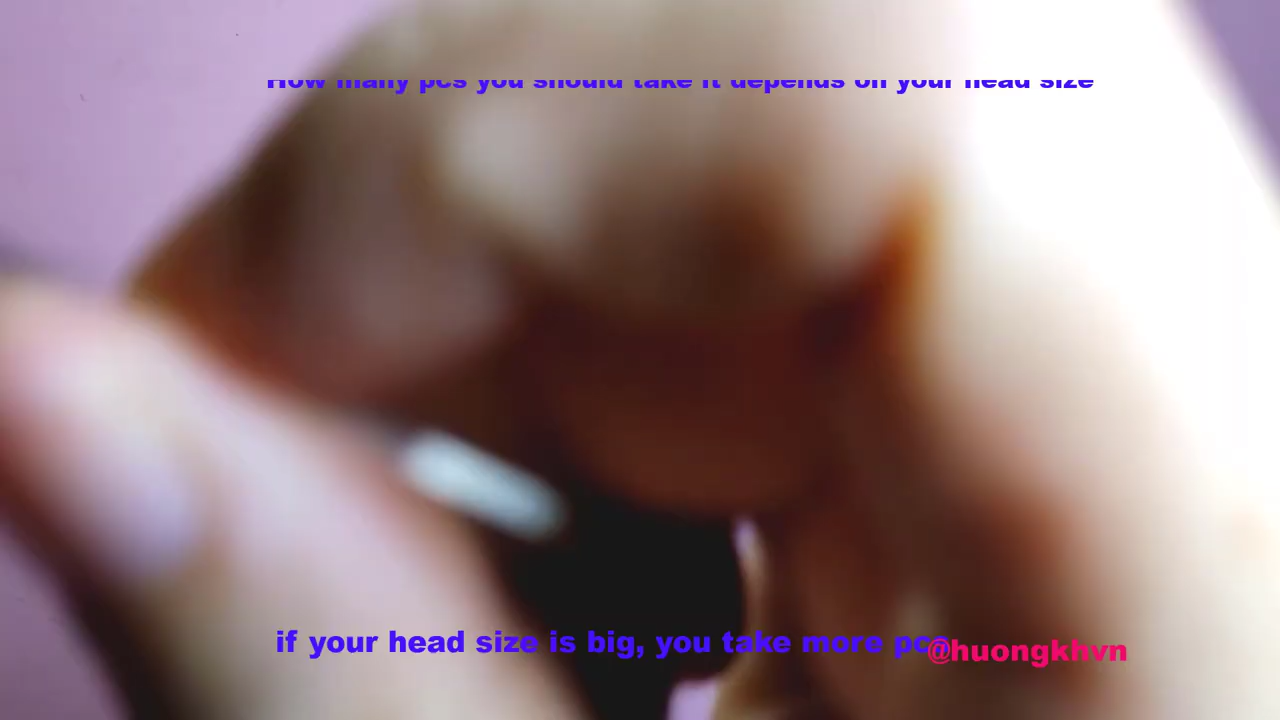 How many pcs you should take it depends on your head size
if your head size is big, you take more pcs
@huongkhvn